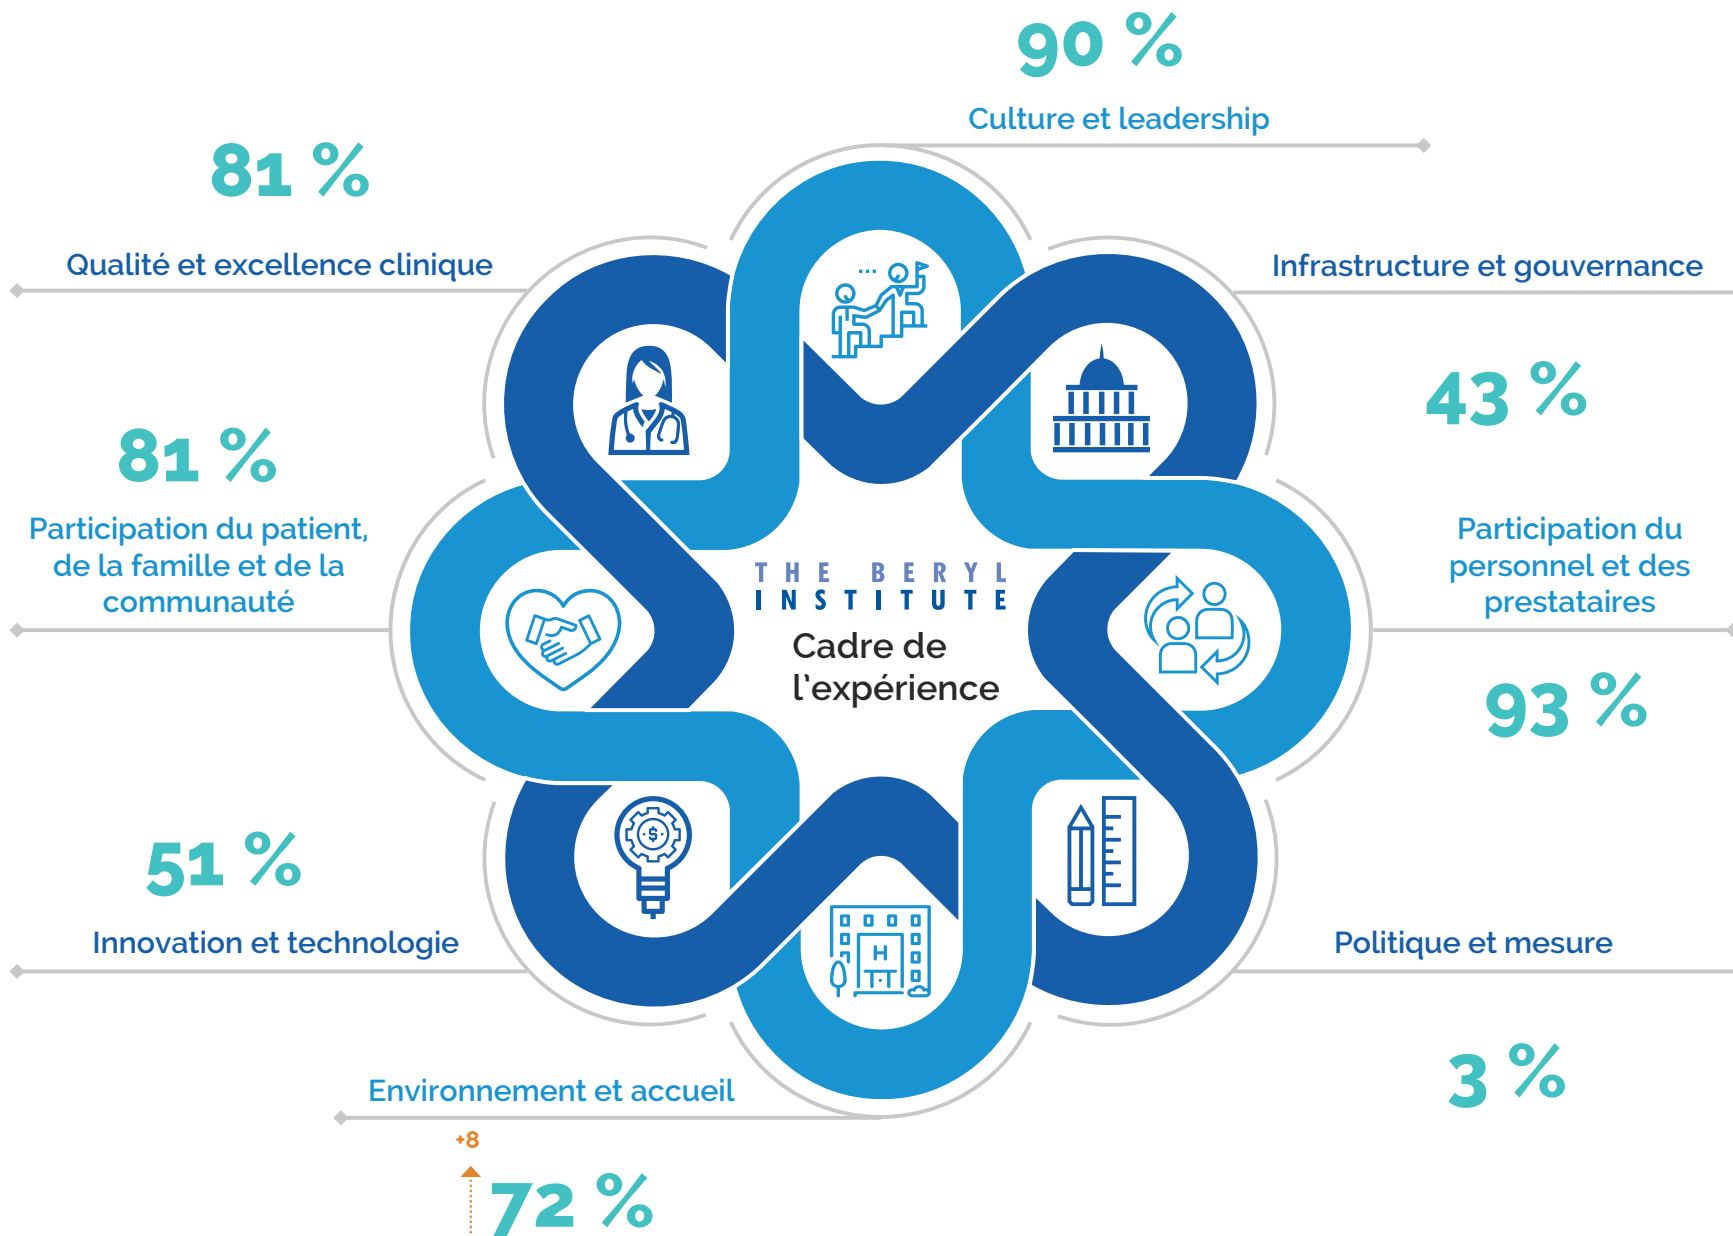 90 %
Culture et leadership
81 %
Qualité et excellence clinique
Infrastructure et gouvernance
43 %
81 %
Participation du patient,
de la famille et de la
communauté
Participation du
personnel et des
prestataires
93 %
THE BERYL
INSTITUTE
Cadre de
l'expérience
51 %
Innovation et technologie
$
H
Politique et mesure
3 %
Environnement et accueil
+8
72 %